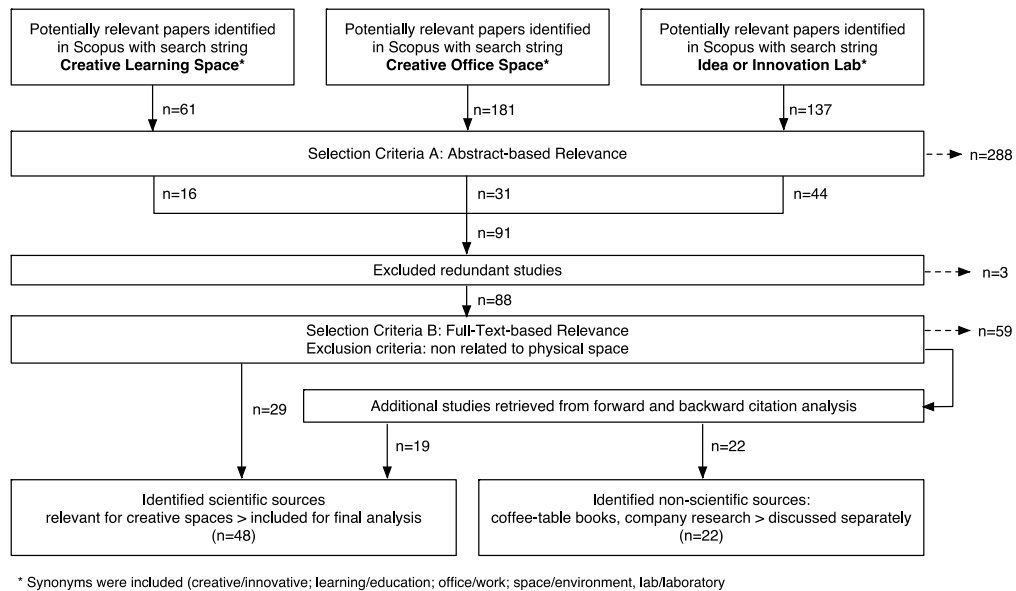 Potentially relevant papers identified
in Scopus with search string
Creative Learning Space*
Potentially relevant papers identified
in Scopus with search string
Creative Office Space*
Potentially relevant papers identified
in Scopus with search string
Idea or Innovation Lab*
n=61
n=181
n=137
Selection Criteria A: Abstract-based Relevance
n=288
n=16
n=31
n=44
n=91
Excluded redundant studies
n=3
n=88
Selection Criteria B: Full-Text-based Relevance
Exclusion criteria: non related to physical space
n=59
n=29
Additional studies retrieved from forward and backward citation analysis
n=19
n=22
Identified scientific sources
relevant for creative spaces > included for final analysis
(n=48)
Identified non-scientific sources:
coffee-table books, company research > discussed separately
(n=22)
* Synonyms were included (creative/innovative; learning/education; office/work; space/environment, lab/laboratory